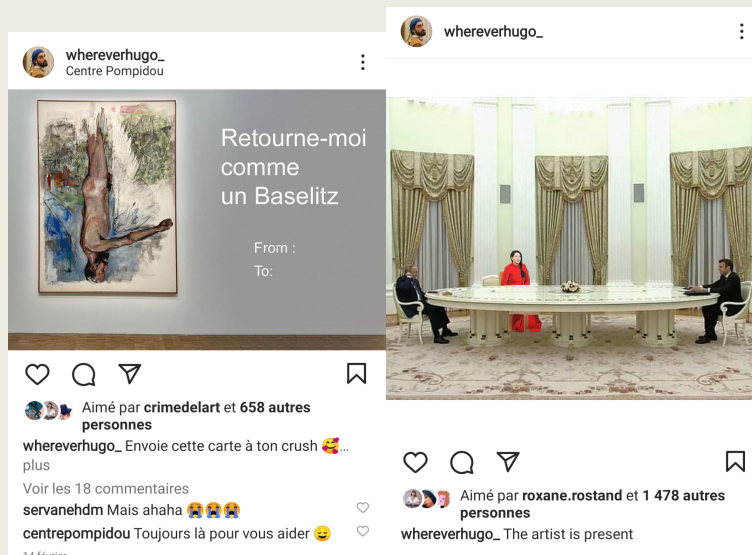 whereverhugo_
Centre Pompidou
Retourne-moi
comme
un Baselitz
From :
To:
Aimé par crimedelart et 658 autres
personnes
whereverhugo_ Envoie cette carte à ton crush 🥰...
plus
Voir les 18 commentaires
servanehdm Mais ahaha 😭😭😭
centrepompidou Toujours là pour vous aider 😌
14 février
whereverhugo_
Aimé par roxane.rostand et 1 478 autres
personnes
whereverhugo_ The artist is present